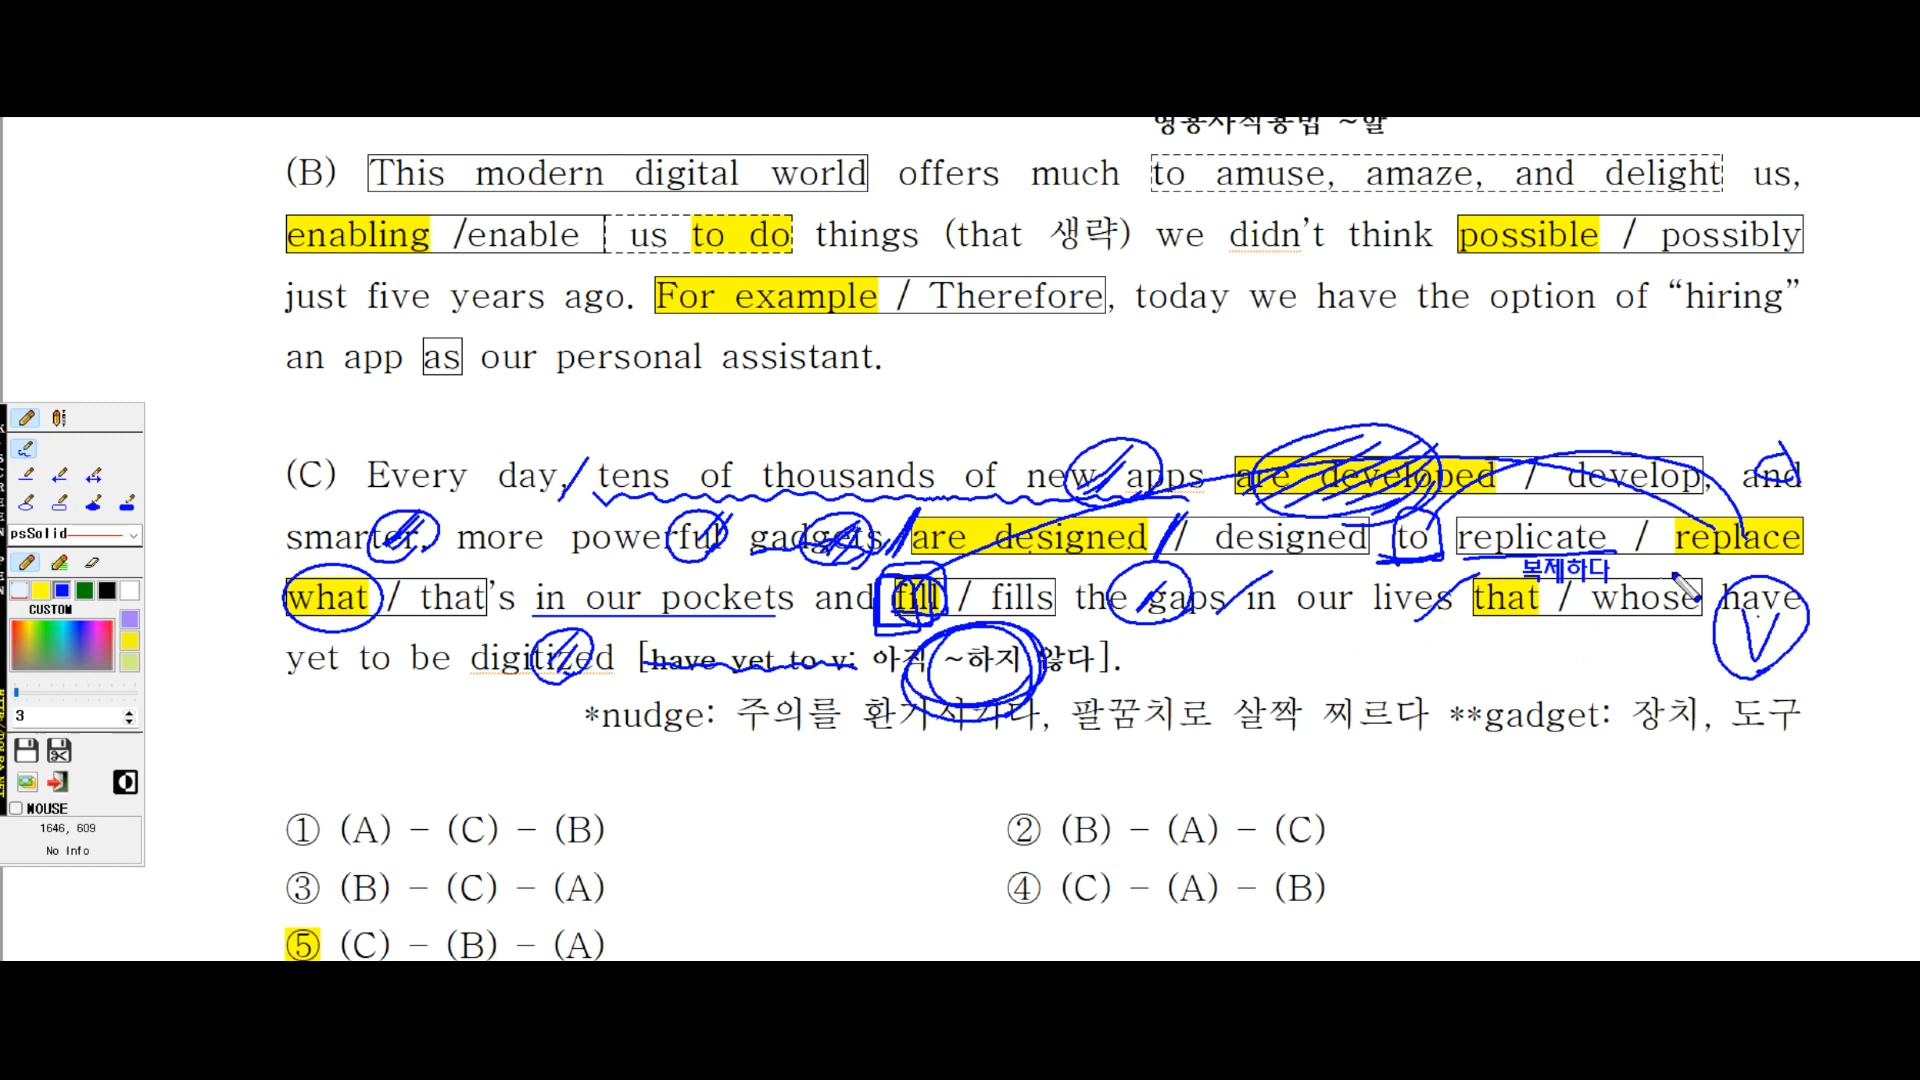 형용사적용법 ~할
(B) This modern digital world offers much to amuse, amaze, and delight us,
enabling /enable us to do things (that 생략) we didn't think possible / possibly
just five years ago. For example / Therefore, today we have the option of “hiring”
an app as our personal assistant.
(C) Every day, tens of thousands of new apps are developed / develop, and
smarter, more powerful gadgets are designed / designed to replicate / replace
복제하다
what / that's in our pockets and fill / fills the gaps in our lives that / whose have
yet to be digitized [have yet to v: 아직 ~하지 않다].
*nudge: 주의를 환기시키다, 팔꿈치로 살짝 찌르다 **gadget: 장치, 도구
① (A) - (C) - (B) ② (B) - (A) - (C)
③ (B) - (C) - (A) ④ (C) - (A) - (B)
⑤ (C) - (B) - (A)
psSolid
CUSTOM
3
MOUSE
1646, 609
No Info